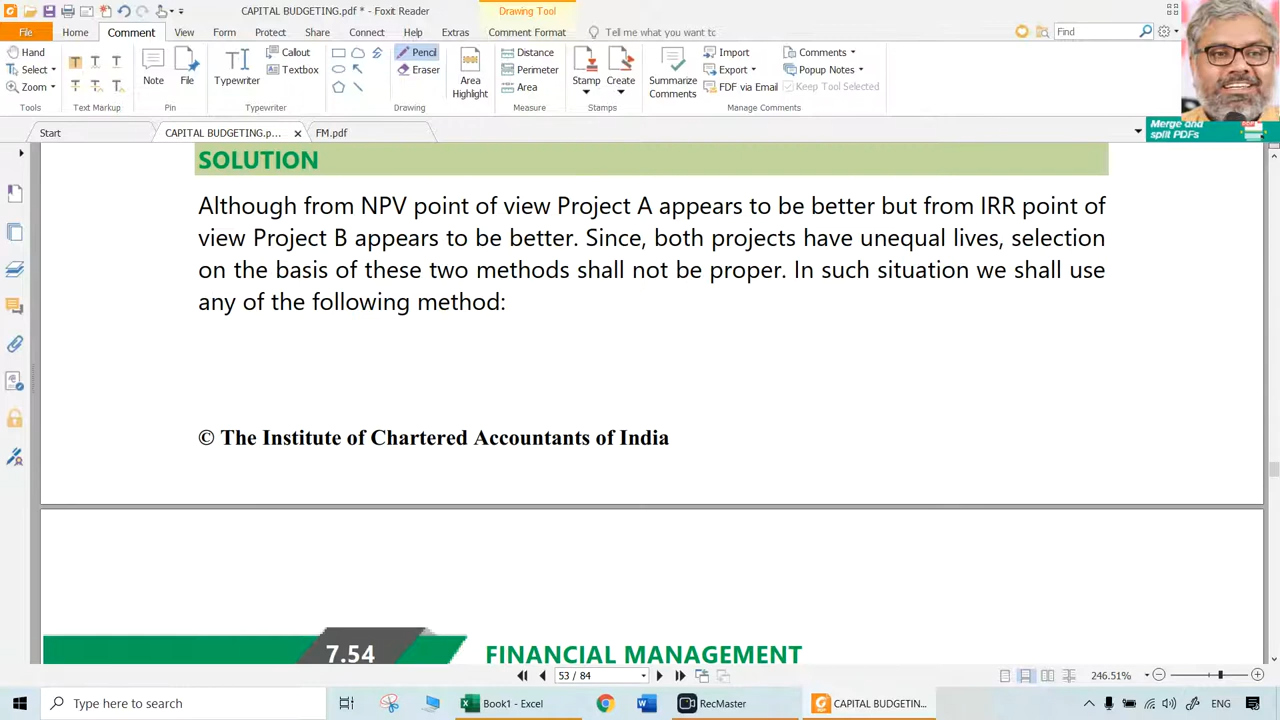 CAPITAL BUDGETING.pdf * - Foxit Reader
Drawing Tool
File Home Comment View Form Protect Share Connect Help Extras Comment Format Tell me what you want to Find
Hand
Select
Zoom
Tools
Text Markup
Note
File
Pin
Typewriter
Callout
Textbox
Typewriter
Pencil
Eraser
Drawing
Area Highlight
Distance
Perimeter
Area
Measure
Stamp
Create
Stamps
Summarize Comments
Import
Export
FDF via Email
Comments
Popup Notes
Keep Tool Selected
Manage Comments
Start
CAPITAL BUDGETING.p...
FM.pdf
Merge and split PDFs
SOLUTION
Although from NPV point of view Project A appears to be better but from IRR point of
view Project B appears to be better. Since, both projects have unequal lives, selection
on the basis of these two methods shall not be proper. In such situation we shall use
any of the following method:
© The Institute of Chartered Accountants of India
7.54 FINANCIAL MANAGEMENT
53 / 84
246.51%
Type here to search
Book1 - Excel
RecMaster
CAPITAL BUDGETIN...
ENG